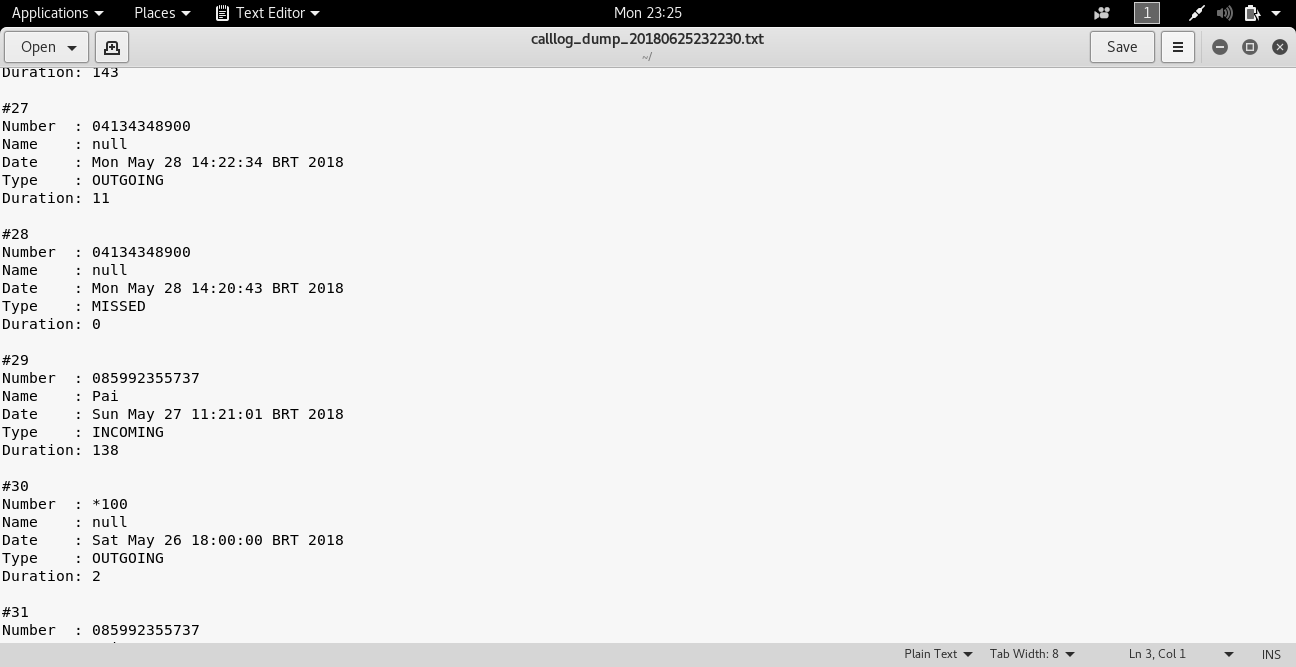 Applications Places Text Editor Mon 23:25 1
Open calllog_dump_20180625232230.txt Save
~/
Duration: 143
#27
Number  : 04134348900
Name    : null
Date    : Mon May 28 14:22:34 BRT 2018
Type    : OUTGOING
Duration: 11
#28
Number  : 04134348900
Name    : null
Date    : Mon May 28 14:20:43 BRT 2018
Type    : MISSED
Duration: 0
#29
Number  : 085992355737
Name    : Pai
Date    : Sun May 27 11:21:01 BRT 2018
Type    : INCOMING
Duration: 138
#30
Number  : *100
Name    : null
Date    : Sat May 26 18:00:00 BRT 2018
Type    : OUTGOING
Duration: 2
#31
Number  : 085992355737
Plain Text Tab Width: 8 Ln 3, Col 1 INS